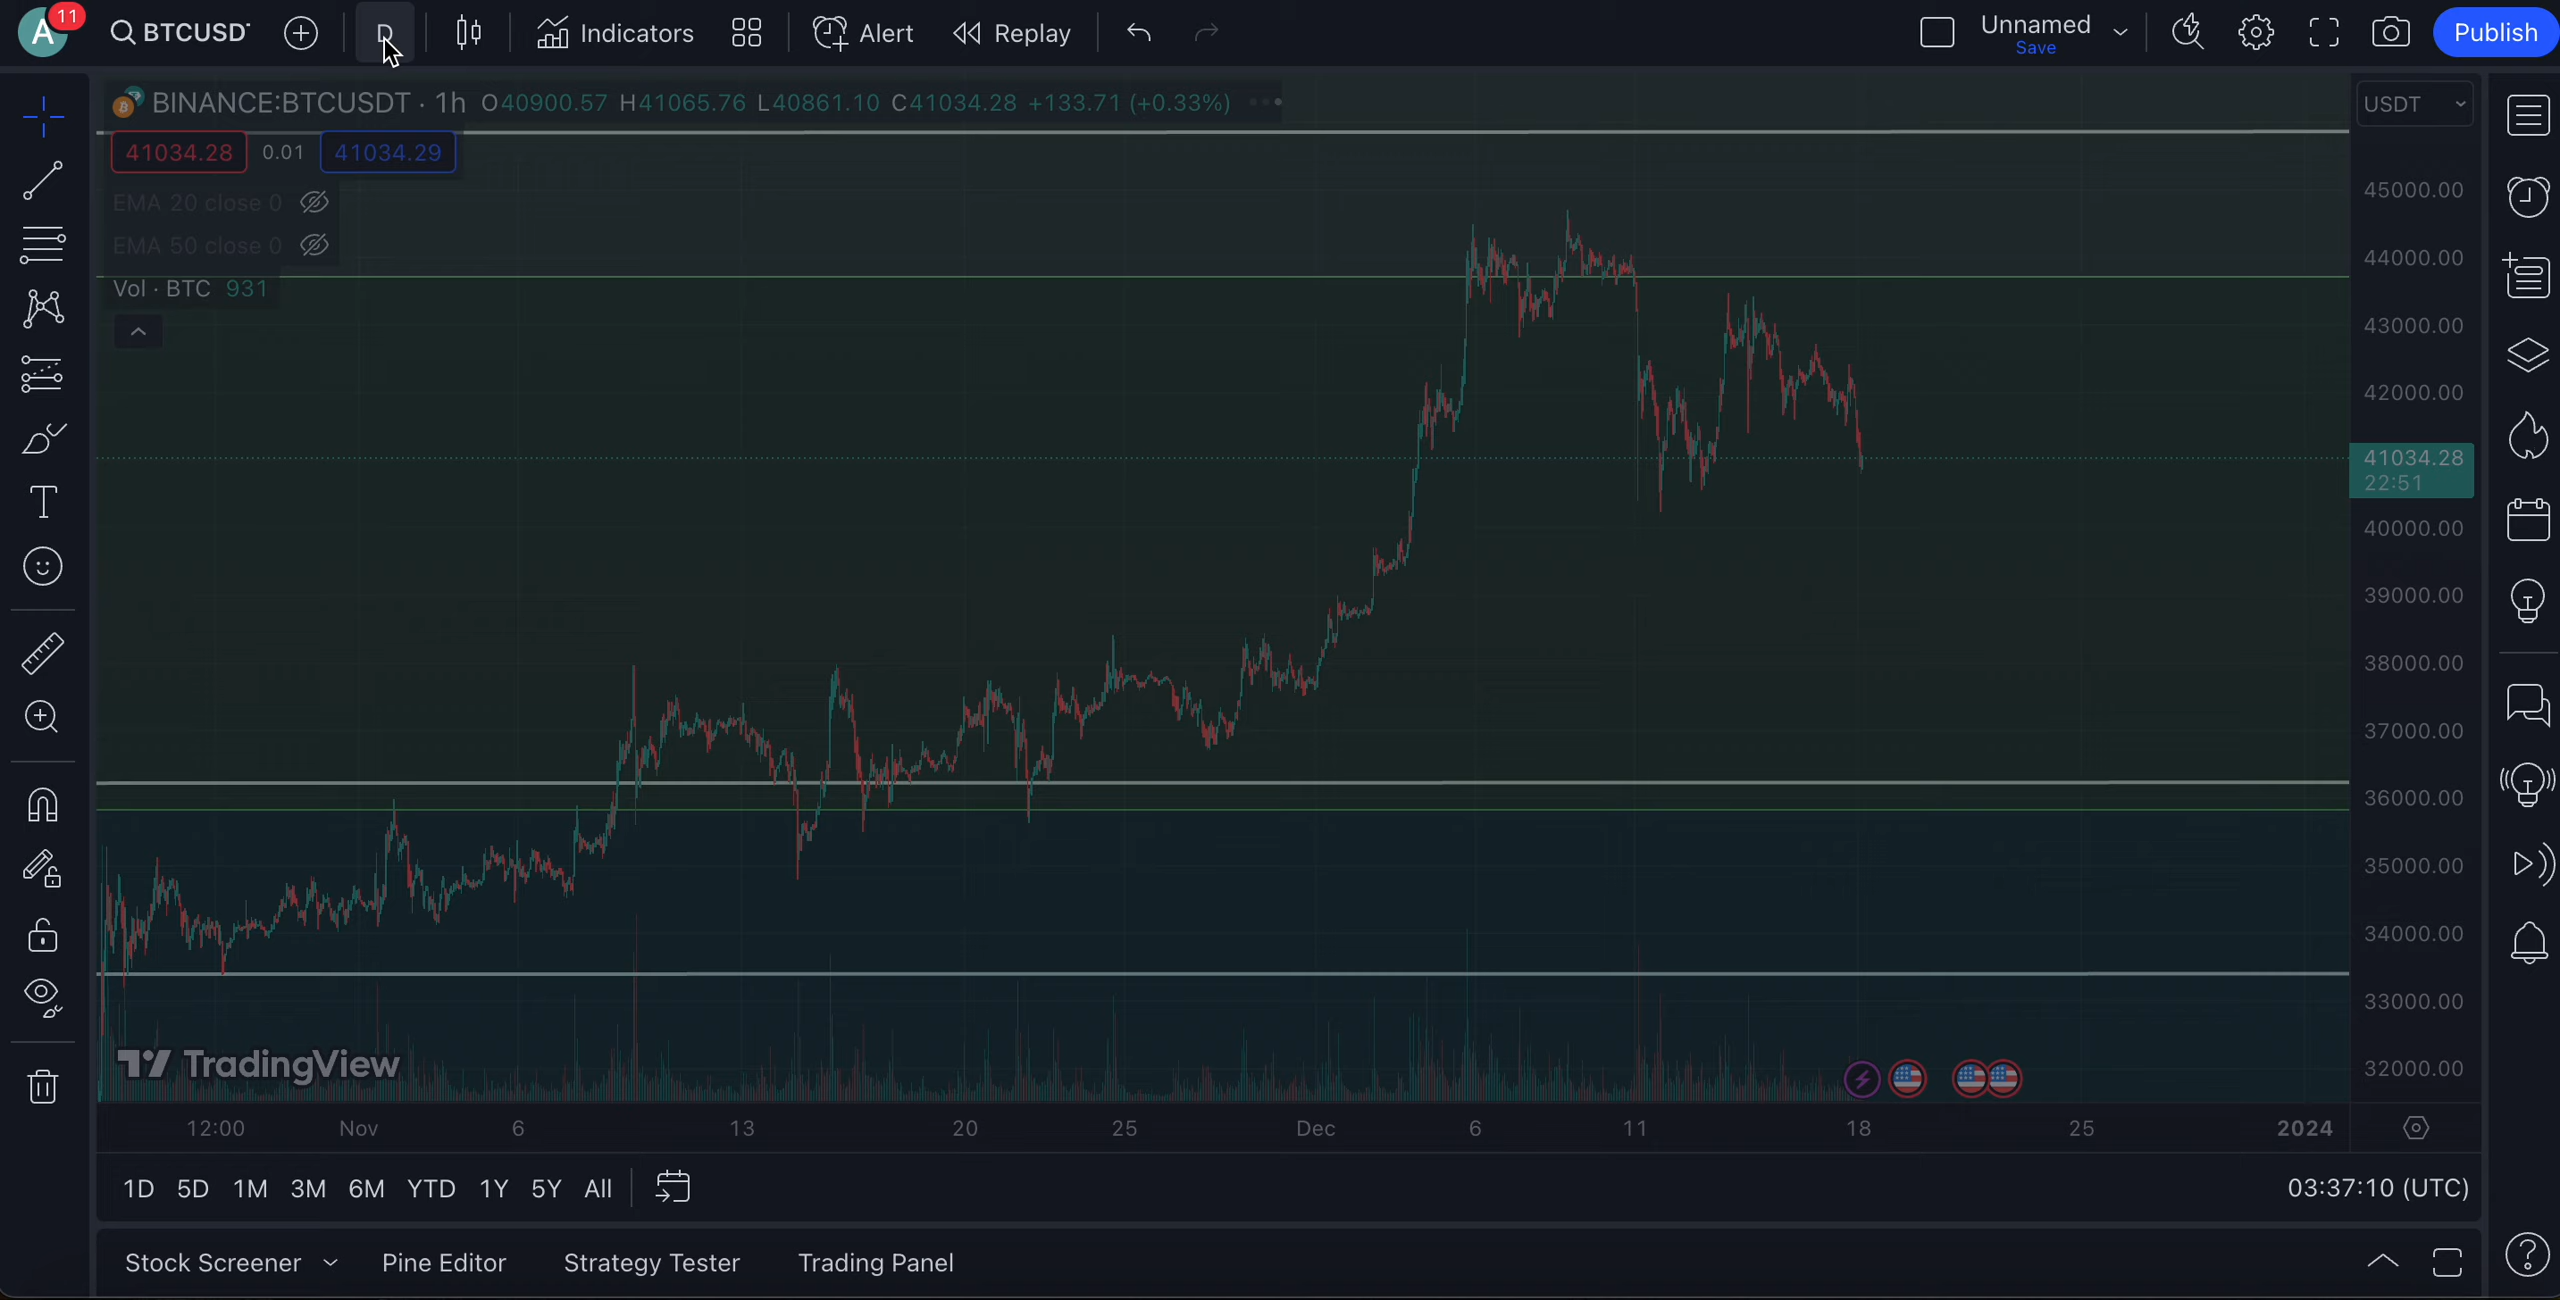 A 11 BTCUSDT D Indicators Alert Replay Unnamed Save Publish
BINANCE:BTCUSDT · 1h O40900.57 H41065.76 L40861.10 C41034.28 +133.71 (+0.33%) USDT
41034.28 0.01 41034.29
EMA 20 close 0
EMA 50 close 0
Vol · BTC 931
45000.00
44000.00
43000.00
42000.00
41034.28
22:51
40000.00
39000.00
38000.00
37000.00
36000.00
35000.00
34000.00
33000.00
32000.00
TradingView
12:00 Nov 6 13 20 25 Dec 6 11 18 25 2024
1D 5D 1M 3M 6M YTD 1Y 5Y All 03:37:10 (UTC)
Stock Screener Pine Editor Strategy Tester Trading Panel